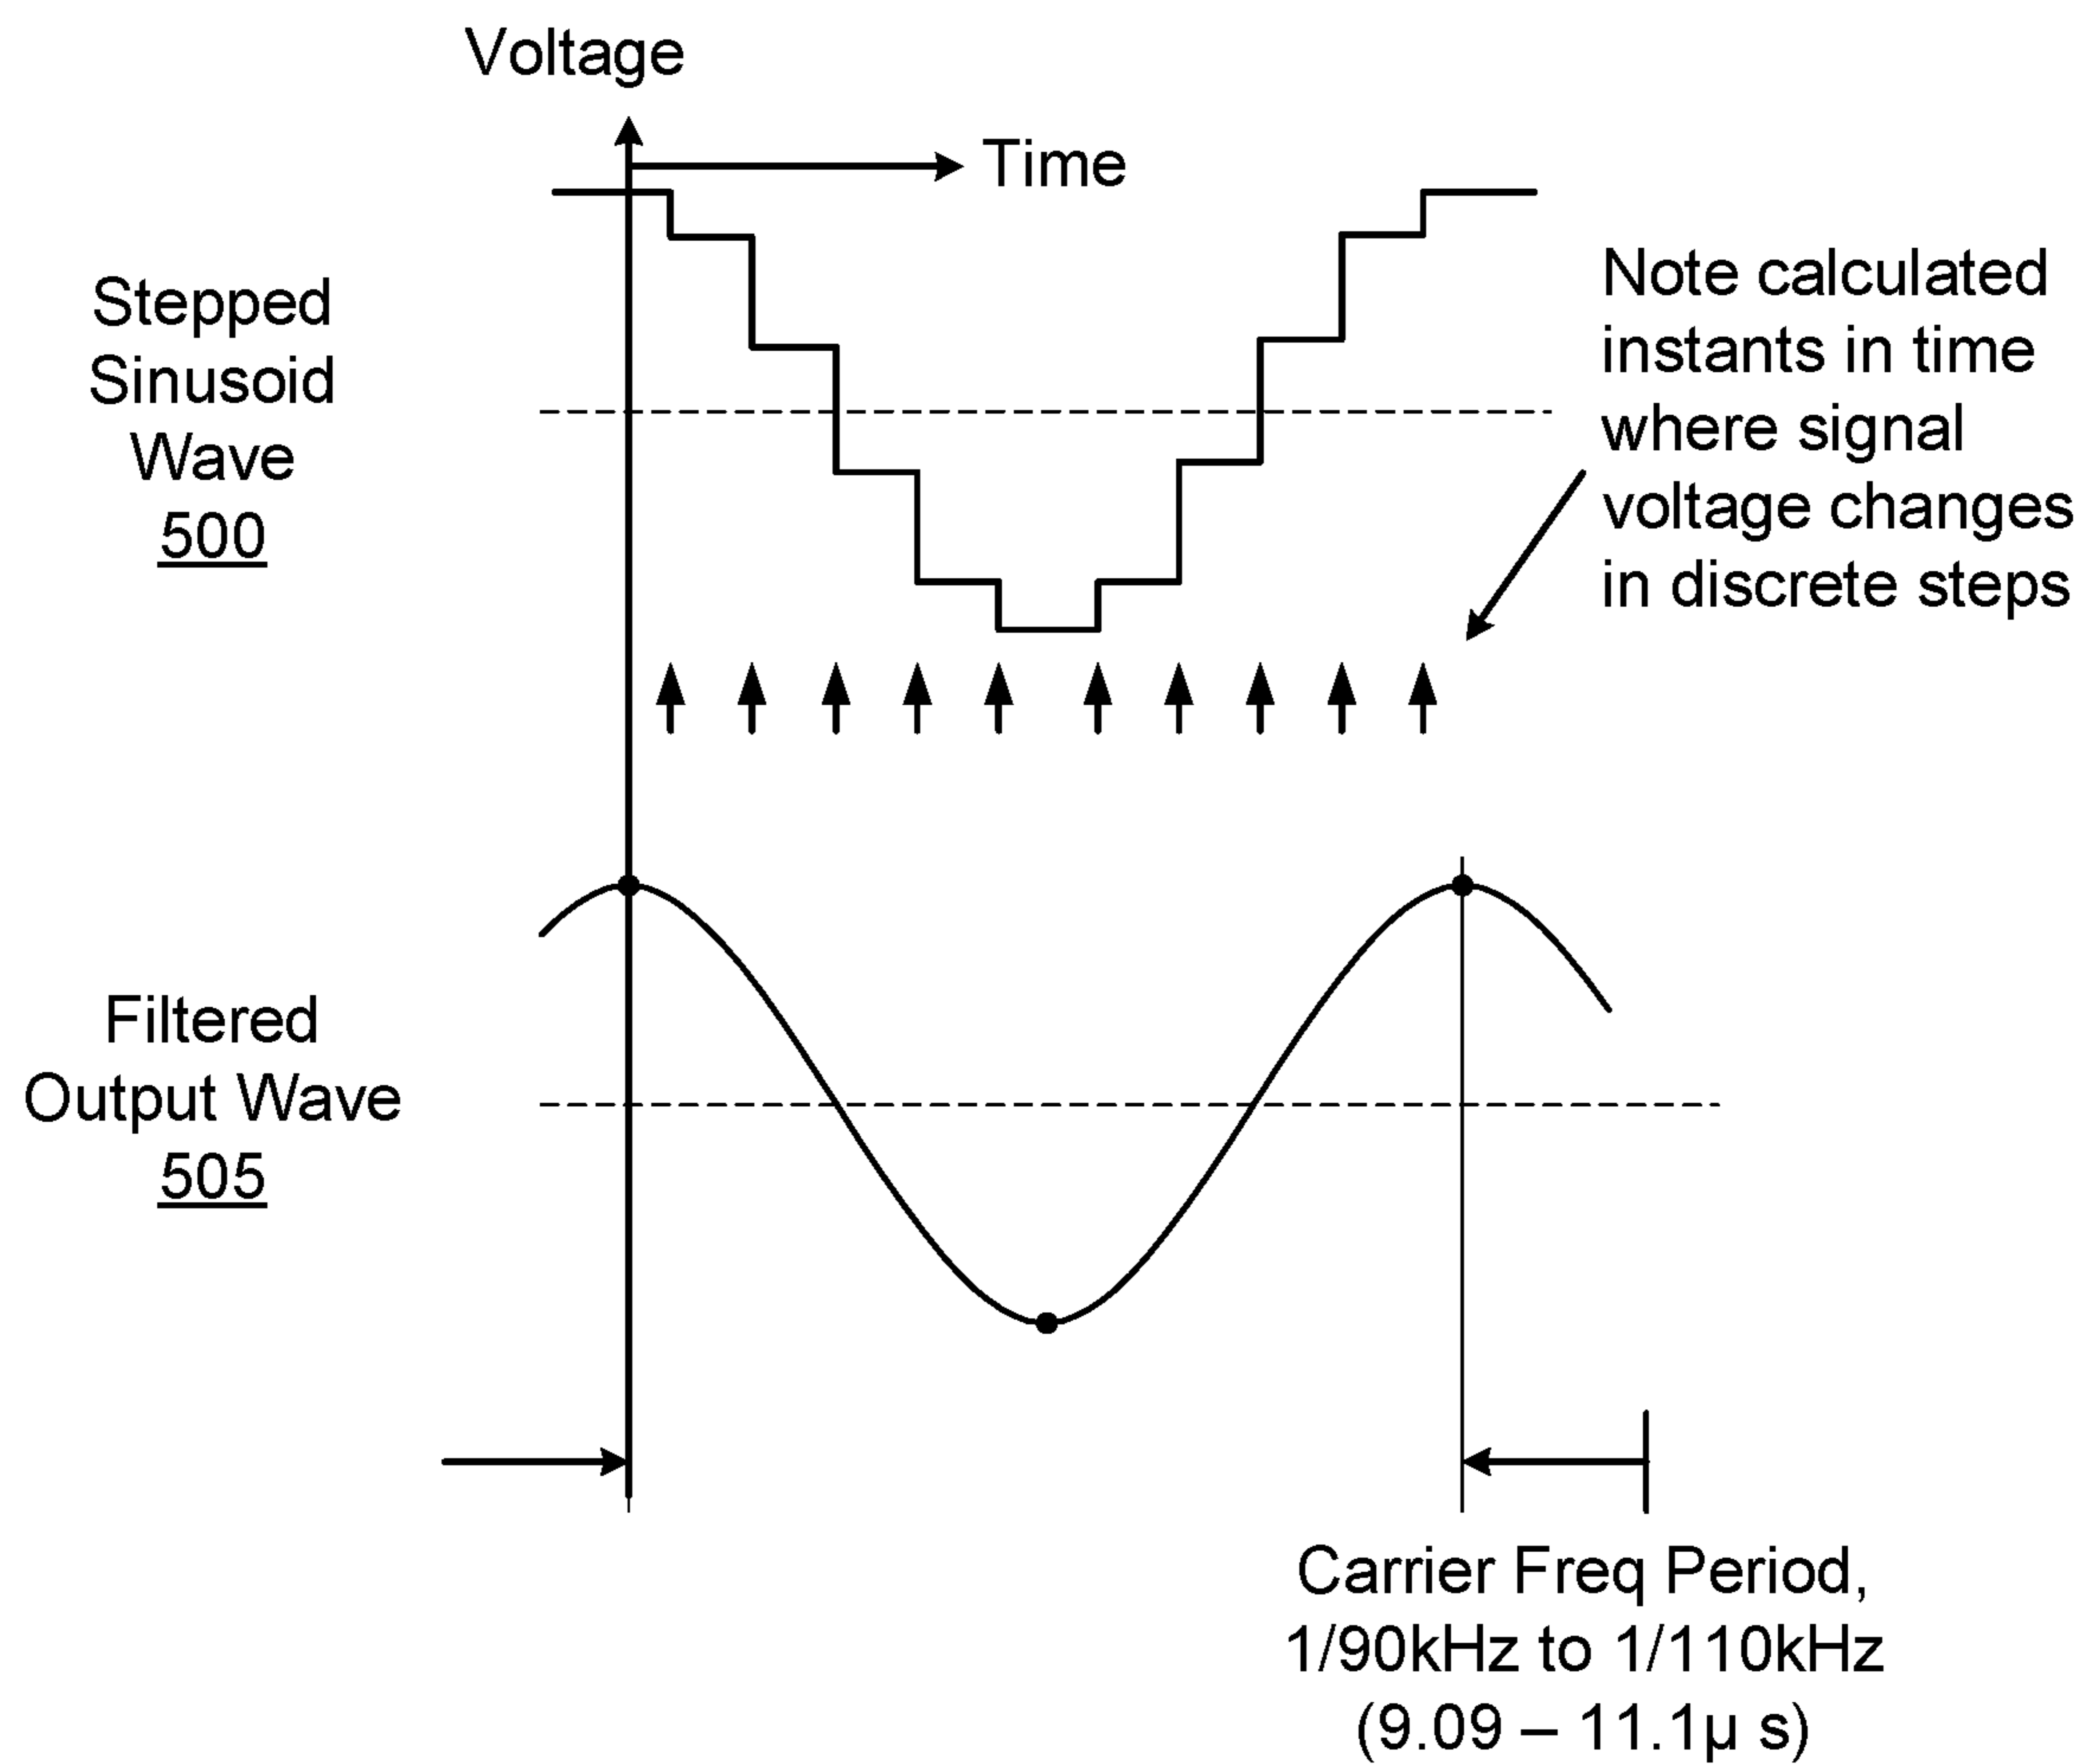 Voltage
Time
Stepped
Sinusoid
Wave
500
Note calculated
instants in time
where signal
voltage changes
in discrete steps
Filtered
Output Wave
505
Carrier Freq Period,
1/90kHz to 1/110kHz
(9.09 – 11.1µ s)